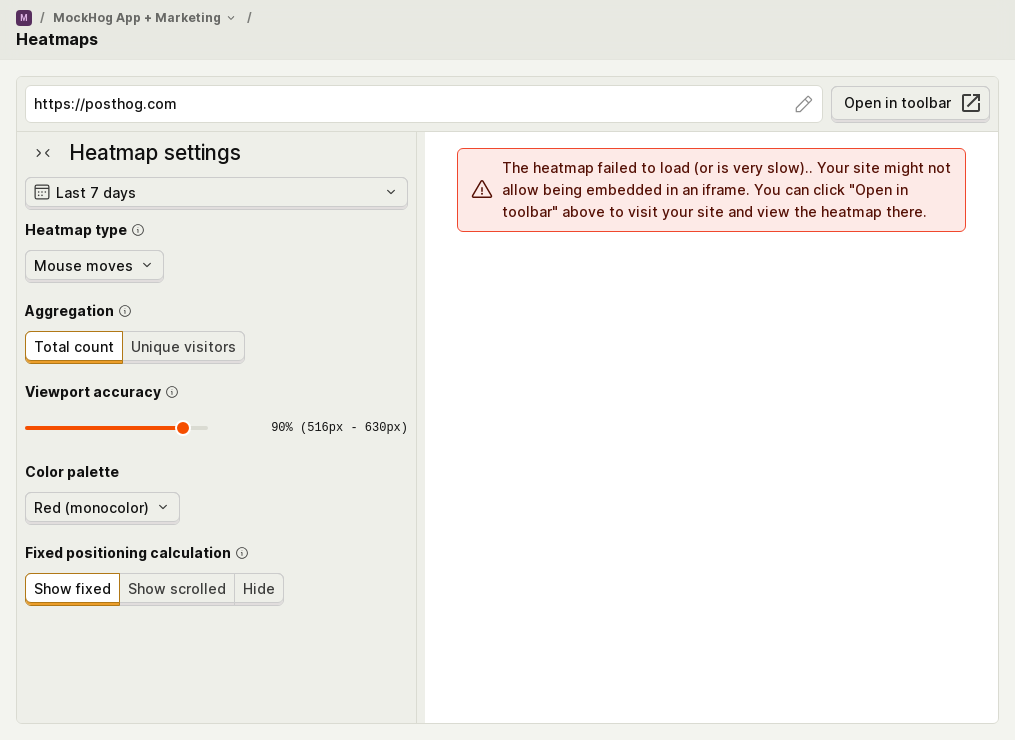 M / MockHog App + Marketing /
Heatmaps
https://posthog.com
Open in toolbar
Heatmap settings
Last 7 days
Heatmap type
Mouse moves
Aggregation
Total count Unique visitors
Viewport accuracy
90% (516px - 630px)
Color palette
Red (monocolor)
Fixed positioning calculation
Show fixed Show scrolled Hide
The heatmap failed to load (or is very slow).. Your site might not
allow being embedded in an iframe. You can click "Open in
toolbar" above to visit your site and view the heatmap there.